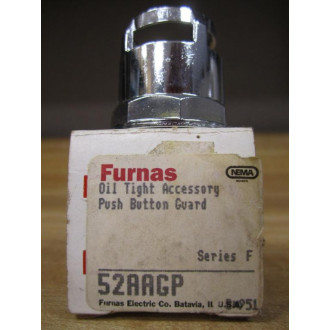 Furnas
NEMA
Oil Tight Accessory
Push Button Guard
Series F
52AAGP
Furnas Electric Co. Batavia, Il U.S.